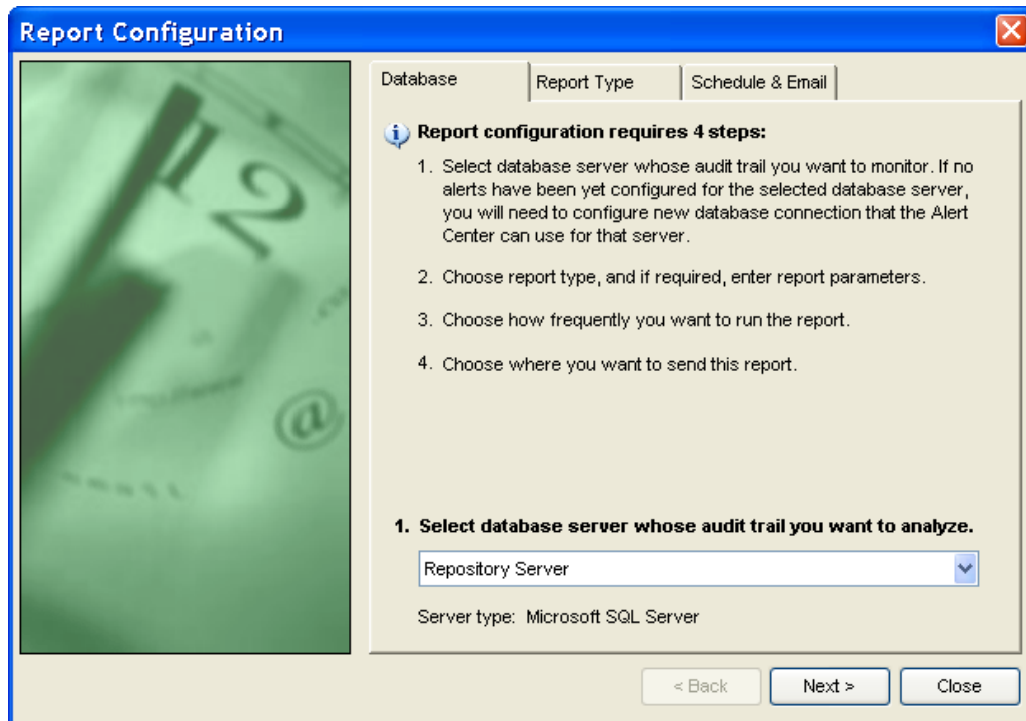 Report Configuration
Database
Report Type
Schedule & Email
Report configuration requires 4 steps:
1. Select database server whose audit trail you want to monitor. If no
alerts have been yet configured for the selected database server,
you will need to configure new database connection that the Alert
Center can use for that server.
2. Choose report type, and if required, enter report parameters.
3. Choose how frequently you want to run the report.
4. Choose where you want to send this report.
1. Select database server whose audit trail you want to analyze.
Repository Server
Server type: Microsoft SQL Server
< Back
Next >
Close
12
@